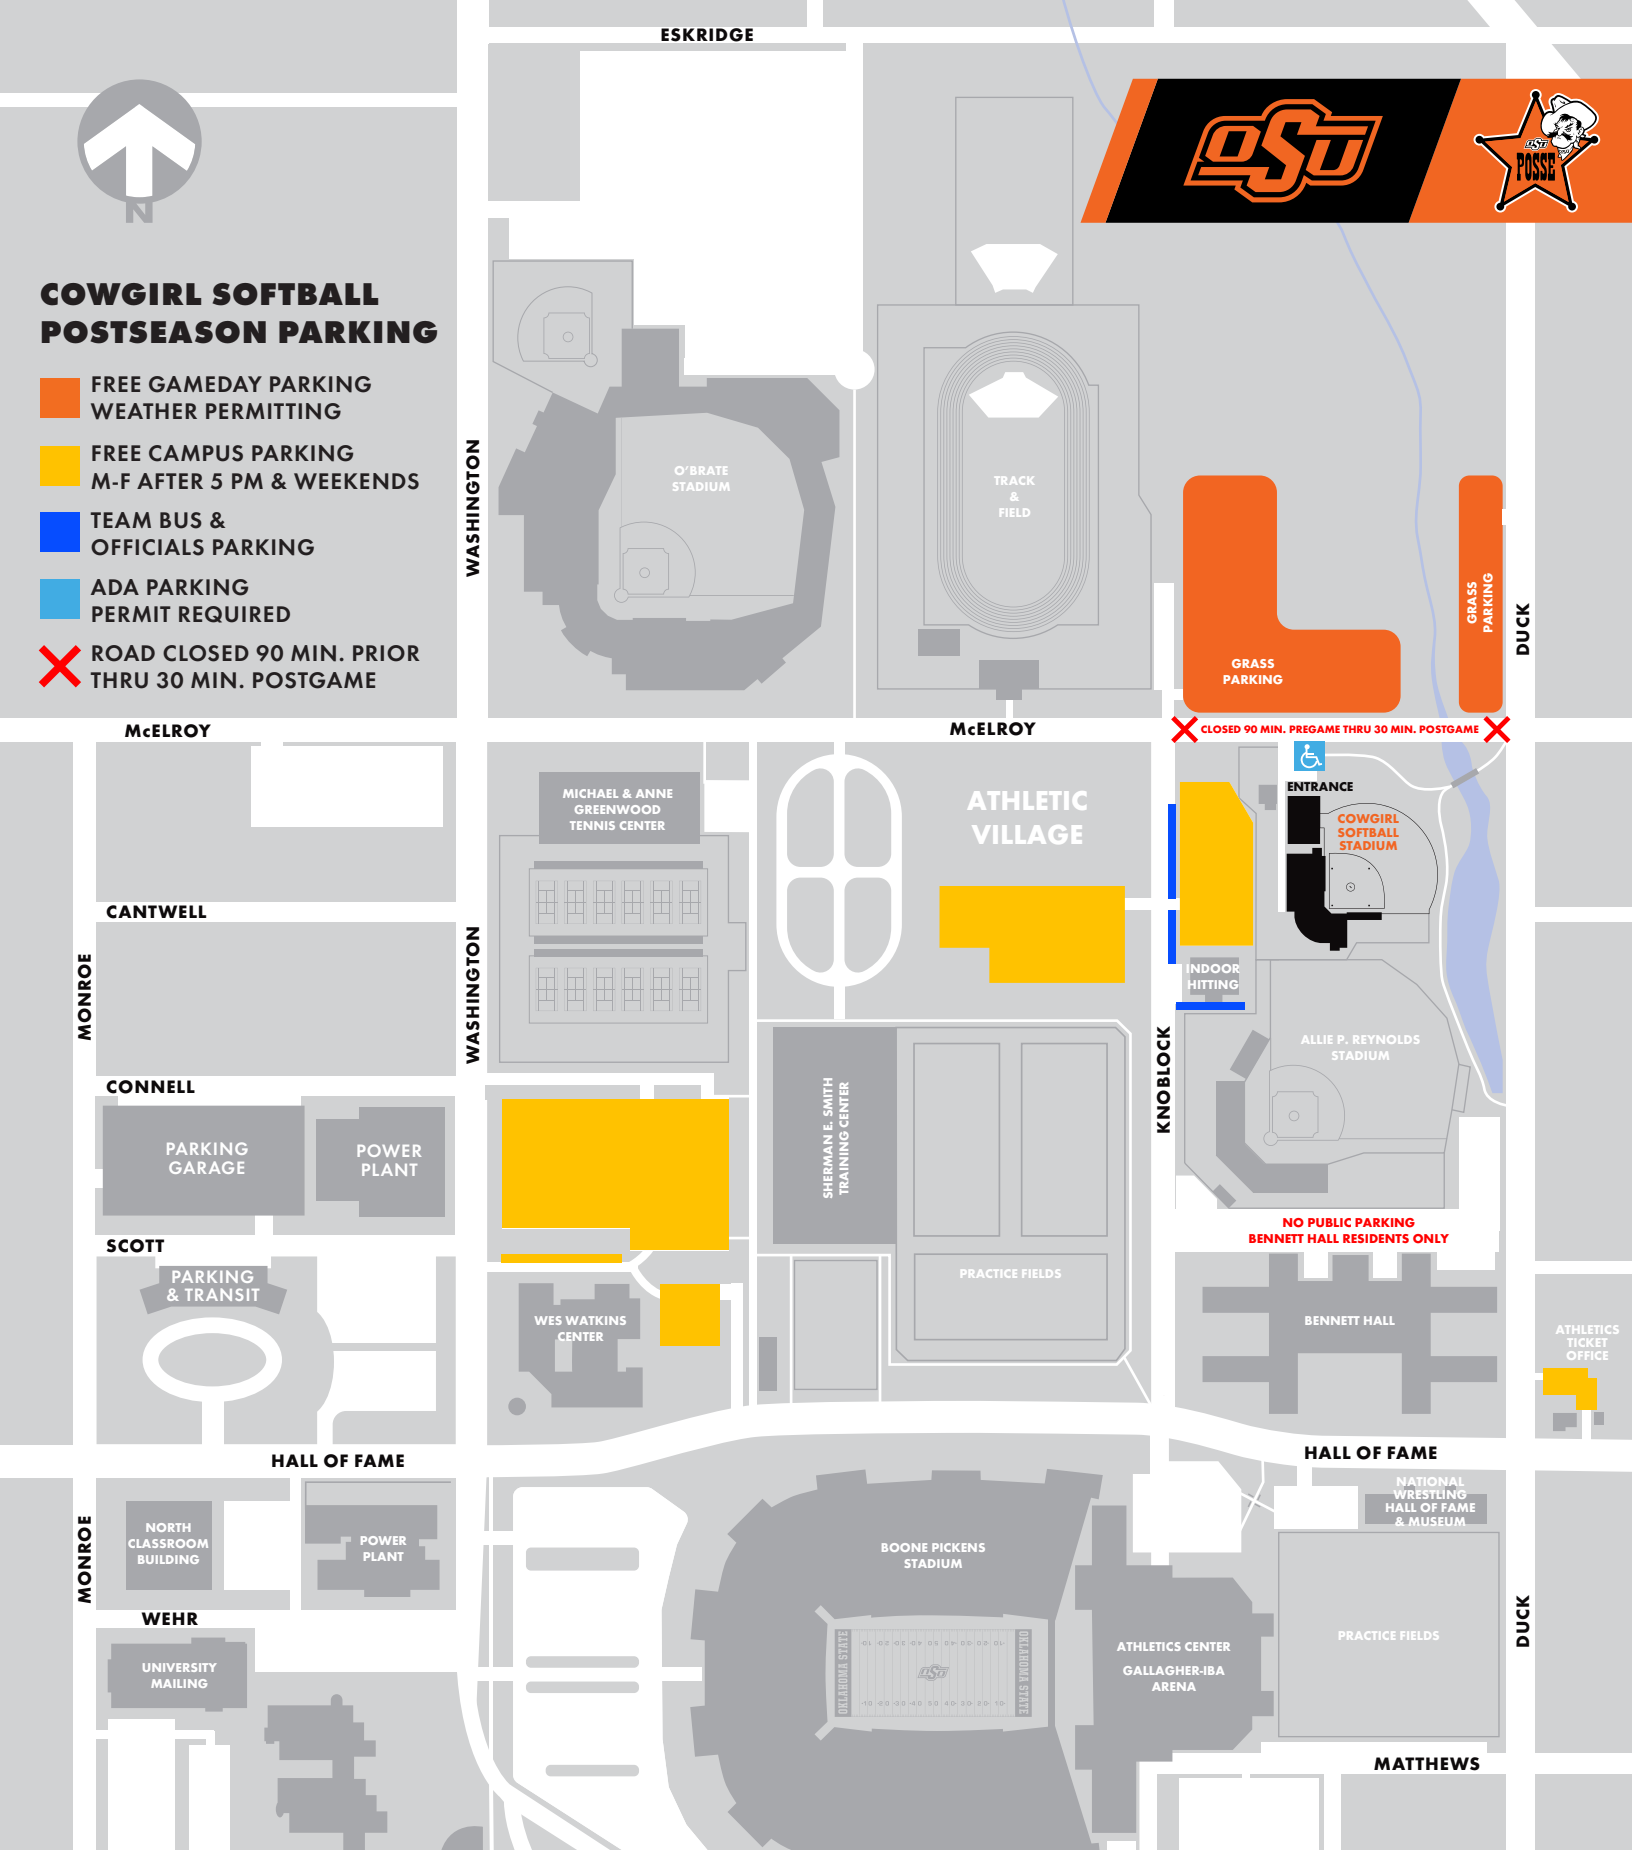 ESKRIDGE
OSU
OSU
POSSE
N
COWGIRL SOFTBALL
POSTSEASON PARKING
FREE GAMEDAY PARKING
WEATHER PERMITTING
FREE CAMPUS PARKING
M-F AFTER 5 PM & WEEKENDS
TEAM BUS &
OFFICIALS PARKING
ADA PARKING
PERMIT REQUIRED
ROAD CLOSED 90 MIN. PRIOR
THRU 30 MIN. POSTGAME
WASHINGTON
O'BRATE
STADIUM
TRACK
&
FIELD
GRASS
PARKING
GRASS
PARKING
DUCK
McELROY
McELROY
CLOSED 90 MIN. PREGAME THRU 30 MIN. POSTGAME
MICHAEL & ANNE
GREENWOOD
TENNIS CENTER
ATHLETIC
VILLAGE
ENTRANCE
COWGIRL
SOFTBALL
STADIUM
CANTWELL
MONROE
WASHINGTON
INDOOR
HITTING
KNOBLOCK
ALLIE P. REYNOLDS
STADIUM
CONNELL
PARKING
GARAGE
POWER
PLANT
SHERMAN E. SMITH
TRAINING CENTER
NO PUBLIC PARKING
BENNETT HALL RESIDENTS ONLY
SCOTT
PARKING
& TRANSIT
WES WATKINS
CENTER
PRACTICE FIELDS
BENNETT HALL
ATHLETICS
TICKET
OFFICE
HALL OF FAME
HALL OF FAME
NATIONAL
WRESTLING
HALL OF FAME
& MUSEUM
MONROE
NORTH
CLASSROOM
BUILDING
POWER
PLANT
BOONE PICKENS
STADIUM
WEHR
UNIVERSITY
MAILING
OKLAHOMA STATE
OSU
OKLAHOMA STATE
ATHLETICS CENTER
GALLAGHER-IBA
ARENA
PRACTICE FIELDS
DUCK
MATTHEWS